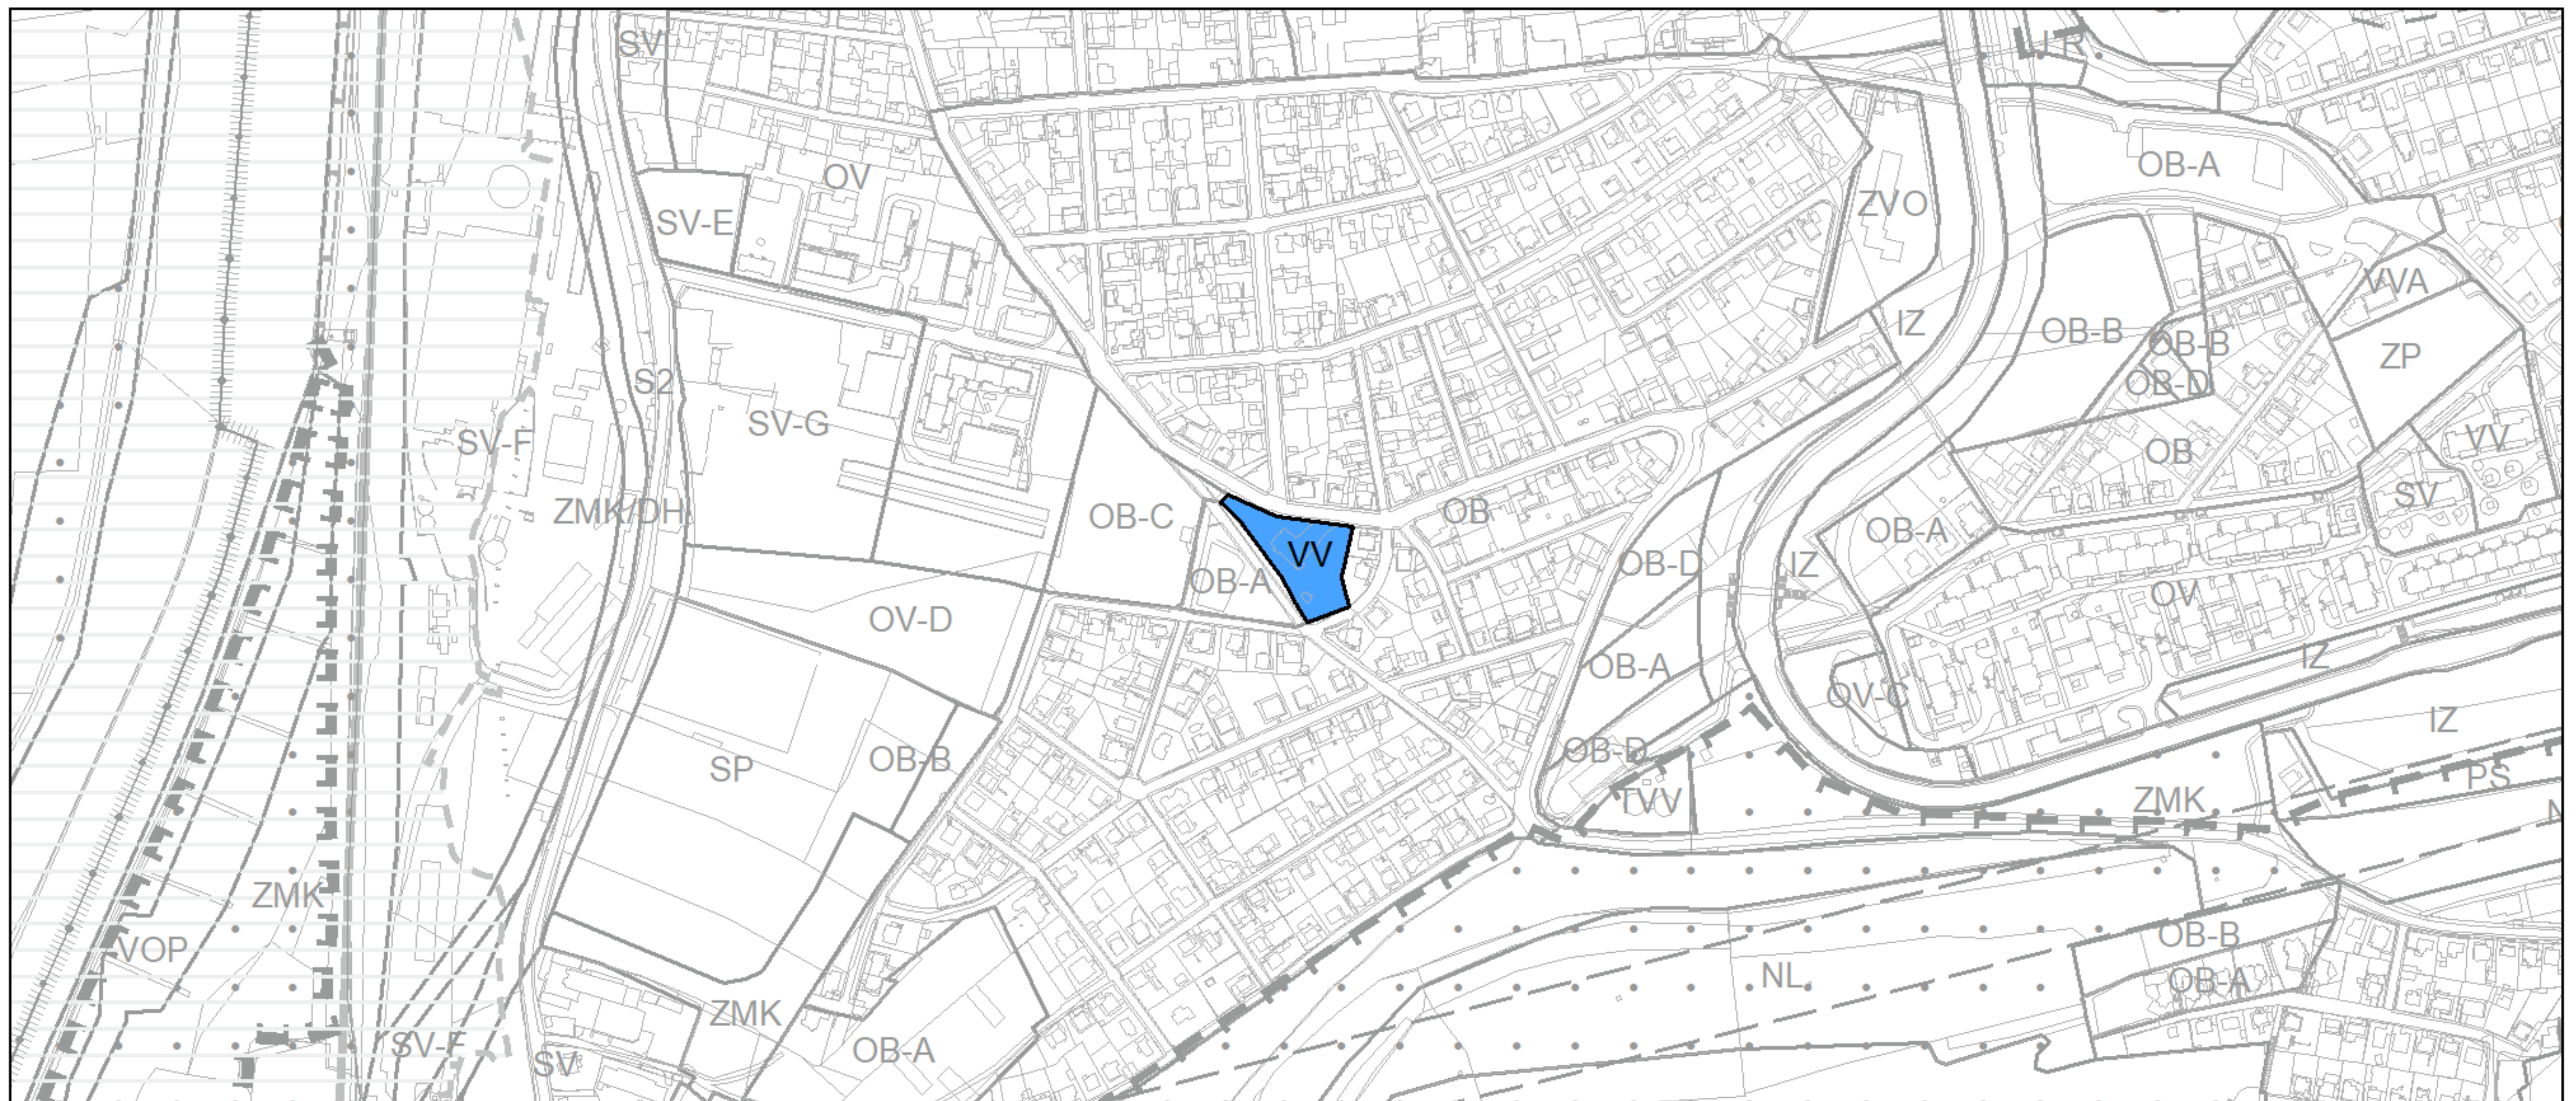 SV
OV
OB-A
SV-E
ZVO
VVA
IZ
OB-B
OB-B
ZP
S2
OB-D
SV-G
SV-F
VV
OB
SV
ZMK/DH
OB-C
OB
OB-A
VV
OB-D
IZ
OB-A
OV
OV-D
OB-A
IZ
OV-C
IZ
SP
OB-B
OB-D
PS
TVV
ZMK
ZMK
VOP
OB-B
NL
OB-A
ZMK
SV-F
SV
OB-A